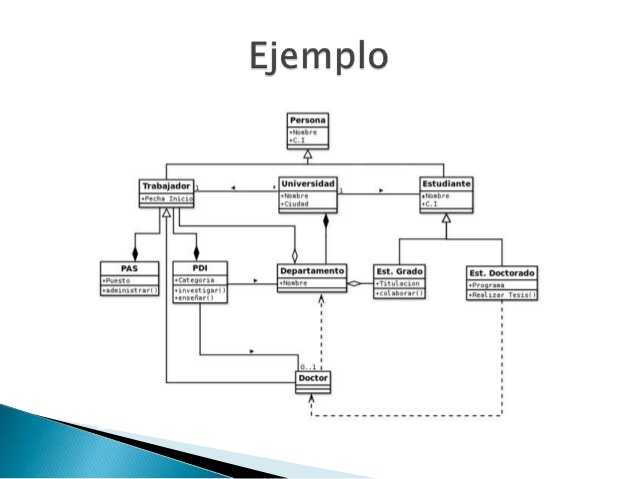 Ejemplo
Persona
+Nombre
+C.I
Trabajador
+Fecha Inicio
1
*
Universidad
+Nombre
+Ciudad
1
Estudiante
+Nombre
+C.I
PAS
+Puesto
+administrar()
PDI
+Categoria
+investigar()
+enseñar()
Departamento
+Nombre
Est. Grado
+Titulacion
+colaborar()
Est. Doctorado
+Programa
+Realizar Tesis()
0..1
Doctor